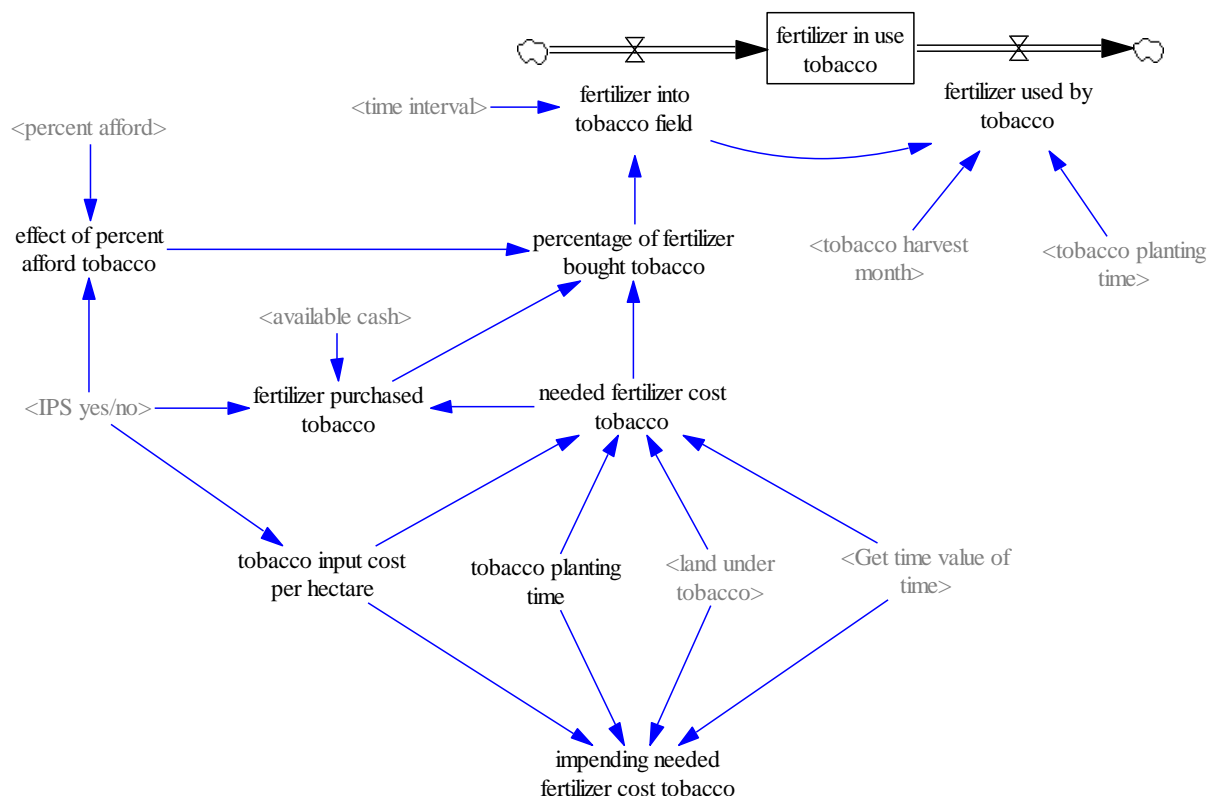 fertilizer in use
tobacco
fertilizer into
tobacco field
fertilizer used by
tobacco
<time interval>
<percent afford>
effect of percent
afford tobacco
percentage of fertilizer
bought tobacco
<tobacco harvest
month>
<tobacco planting
time>
<available cash>
<IPS yes/no>
fertilizer purchased
tobacco
needed fertilizer cost
tobacco
tobacco input cost
per hectare
tobacco planting
time
<land under
tobacco>
<Get time value of
time>
impending needed
fertilizer cost tobacco